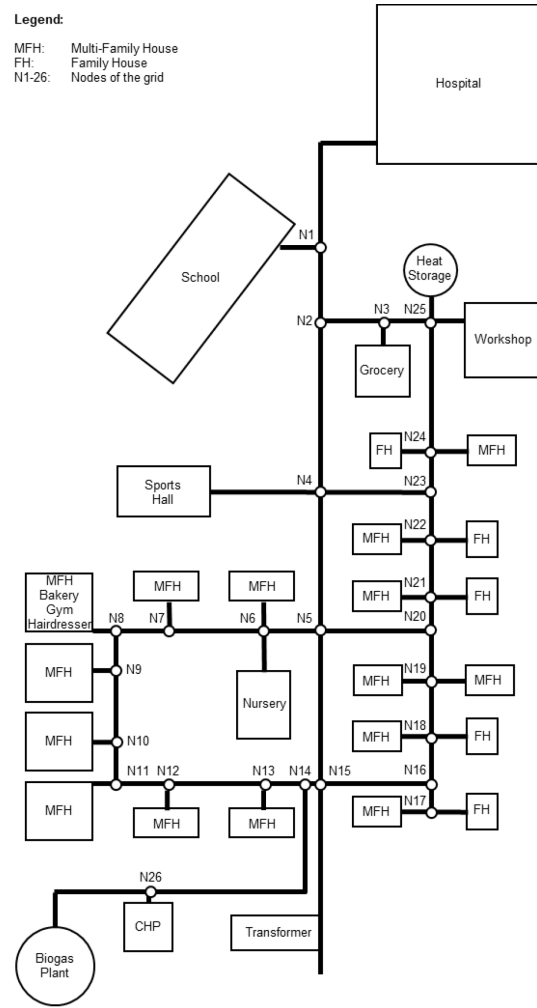 Legend:
MFH: Multi-Family House
FH: Family House
N1-26: Nodes of the grid
Hospital
N1
School
Heat
Storage
N2
N3
N25
Workshop
Grocery
N24
FH
MFH
Sports
Hall
N4
N23
N22
MFH
FH
N21
MFH
FH
MFH
Bakery
Gym
Hairdresser
MFH
MFH
N8
N7
N6
N5
N20
MFH
N9
Nursery
N19
MFH
MFH
MFH
N10
N18
MFH
FH
N11
N12
N13
N14
N15
N16
MFH
MFH
MFH
N17
MFH
FH
N26
CHP
Transformer
Biogas
Plant